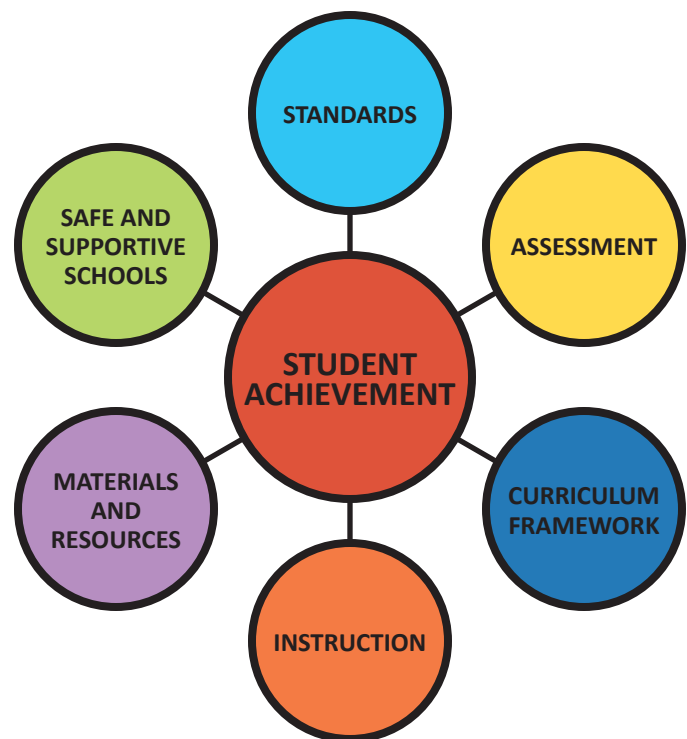 STANDARDS
SAFE AND
SUPPORTIVE
SCHOOLS
ASSESSMENT
STUDENT
ACHIEVEMENT
MATERIALS
AND
RESOURCES
CURRICULUM
FRAMEWORK
INSTRUCTION